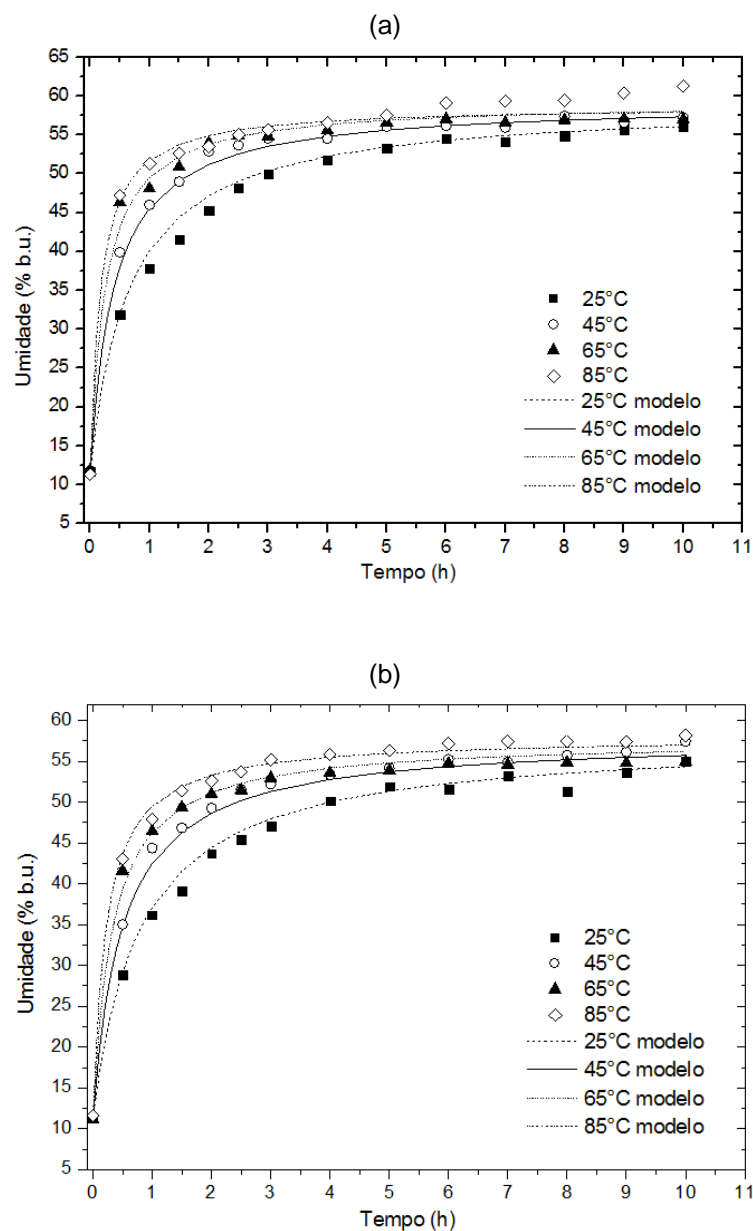 (a)
65
60
55
50
45
40
35
30
25
20
15
10
5
Umidade (% b.u.)
25°C
45°C
65°C
85°C
25°C modelo
45°C modelo
65°C modelo
85°C modelo
0 1 2 3 4 5 6 7 8 9 10 11
Tempo (h)
(b)
60
55
50
45
40
35
30
25
20
15
10
5
Umidade (% b.u.)
25°C
45°C
65°C
85°C
25°C modelo
45°C modelo
65°C modelo
85°C modelo
0 1 2 3 4 5 6 7 8 9 10 11
Tempo (h)